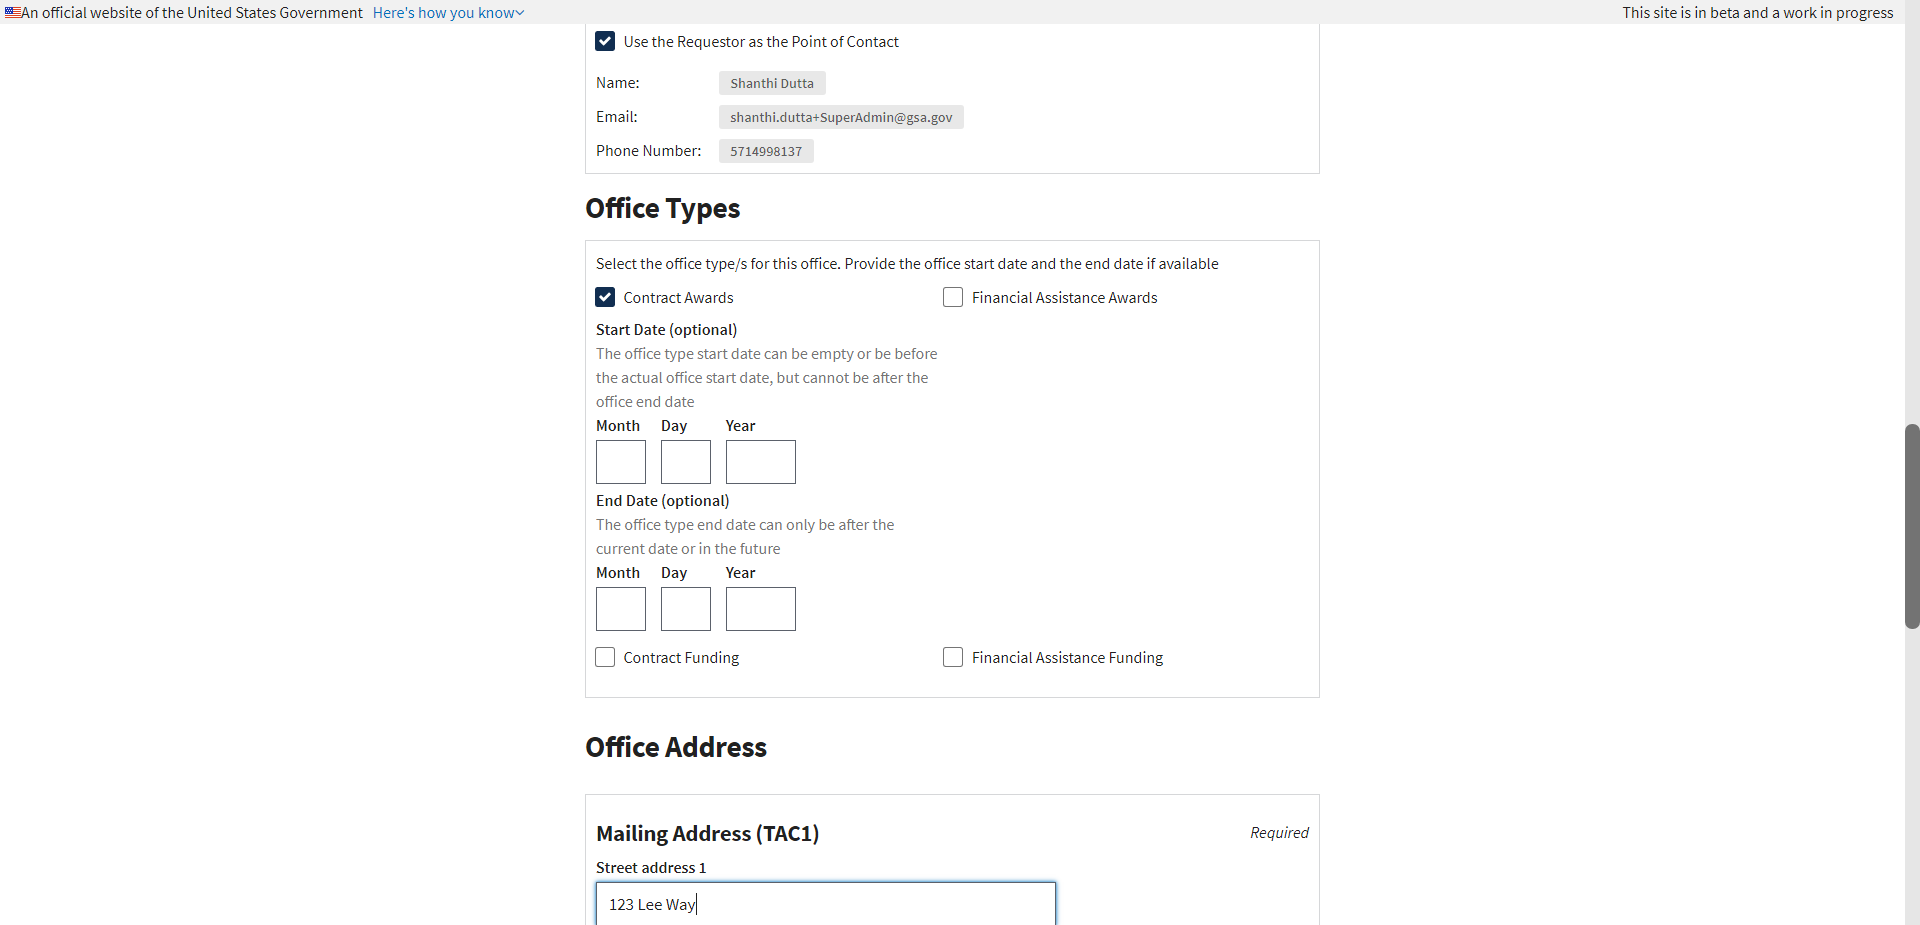 An official website of the United States Government Here's how you know
This site is in beta and a work in progress
Use the Requestor as the Point of Contact
Name: Shanthi Dutta
Email: shanthi.dutta+SuperAdmin@gsa.gov
Phone Number: 5714998137
Office Types
Select the office type/s for this office. Provide the office start date and the end date if available
Contract Awards Financial Assistance Awards
Start Date (optional)
The office type start date can be empty or be before
the actual office start date, but cannot be after the
office end date
Month Day Year
End Date (optional)
The office type end date can only be after the
current date or in the future
Month Day Year
Contract Funding Financial Assistance Funding
Office Address
Mailing Address (TAC1) Required
Street address 1
123 Lee Way